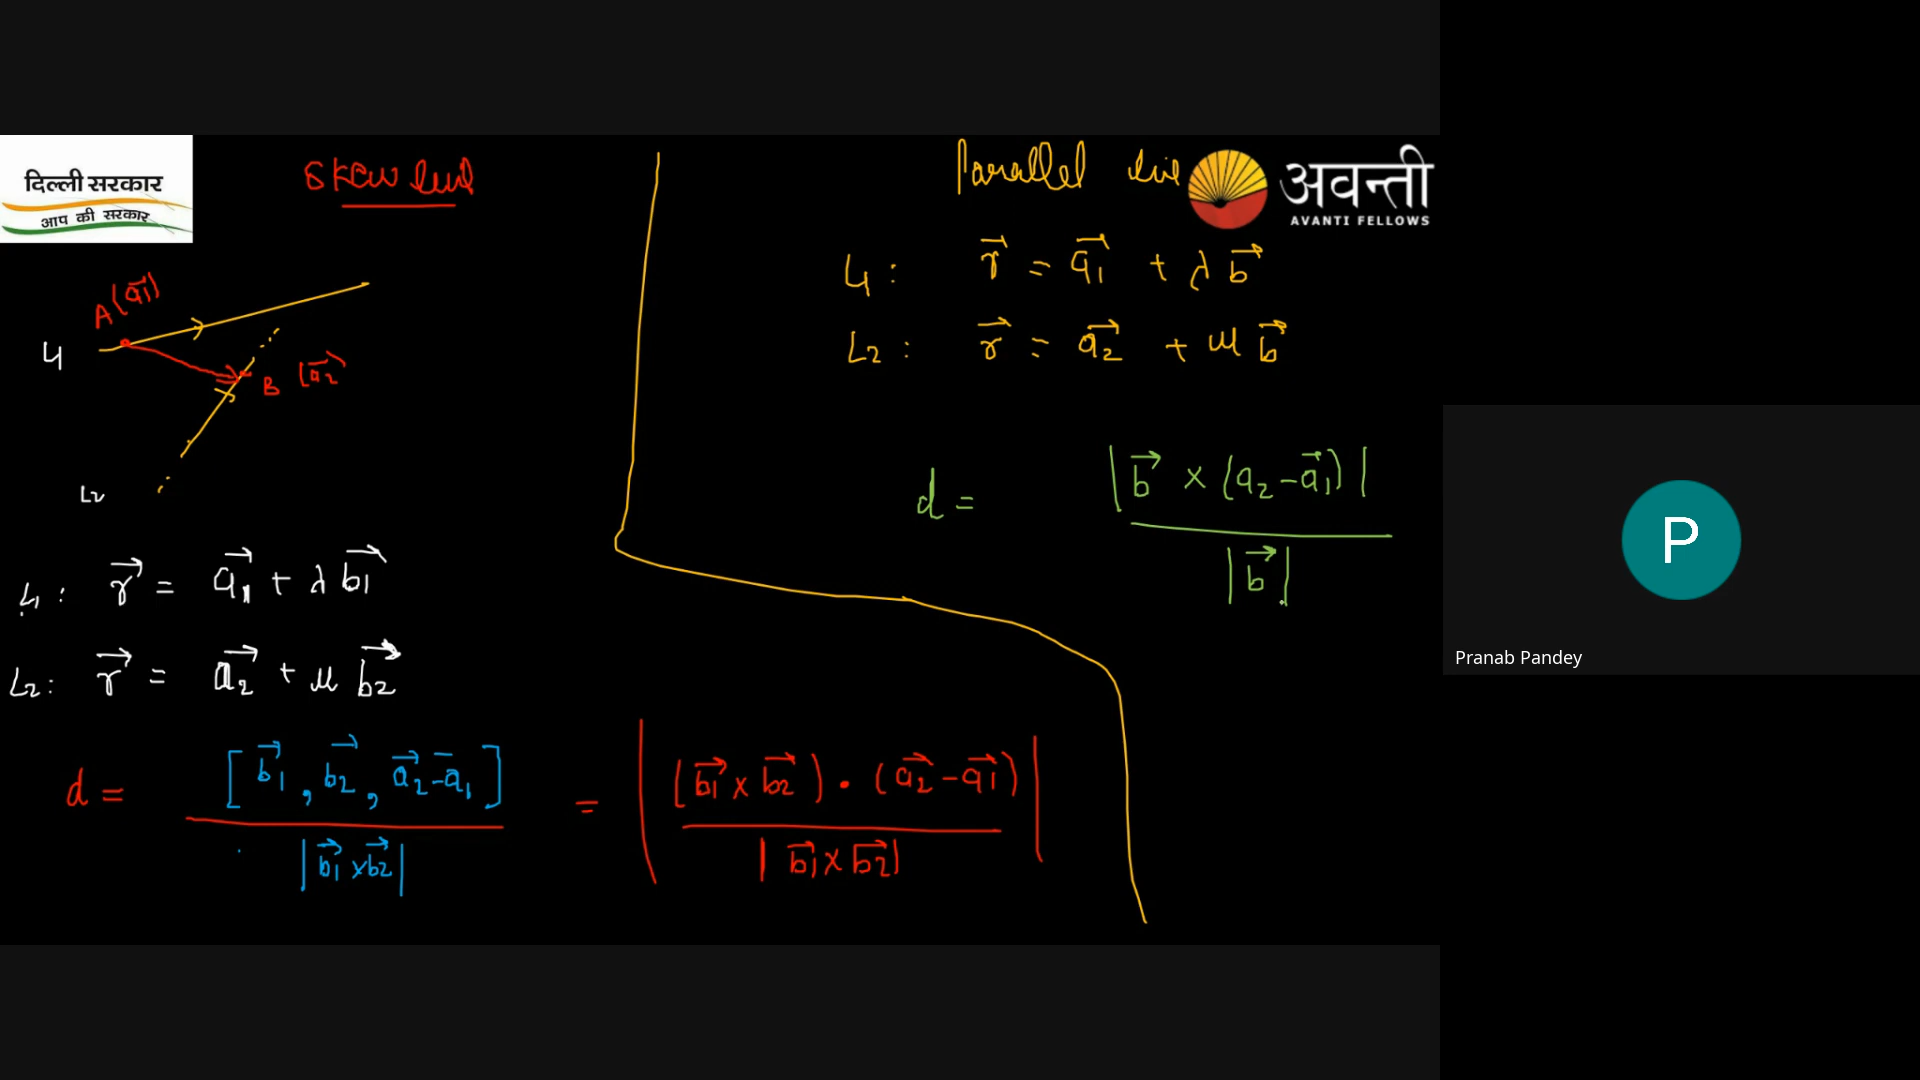 दिल्ली सरकार
आप की सरकार
Skew line
A(a⃗1)
L1
B (a⃗2)
L2
L1 : r⃗ = a⃗1 + λ b⃗1
L2 : r⃗ = a⃗2 + μ b⃗2
d = [b⃗1, b⃗2, a⃗2 - a⃗1] / |b⃗1 × b⃗2| = | (b⃗1 × b⃗2) · (a⃗2 - a⃗1) / |b⃗1 × b⃗2| |
Parallel line
अवन्ती
AVANTI FELLOWS
L1 : r⃗ = a⃗1 + λ b⃗
L2 : r⃗ = a⃗2 + μ b⃗
d = |b⃗ × (a2 - a⃗1)| / |b⃗|
P
Pranab Pandey